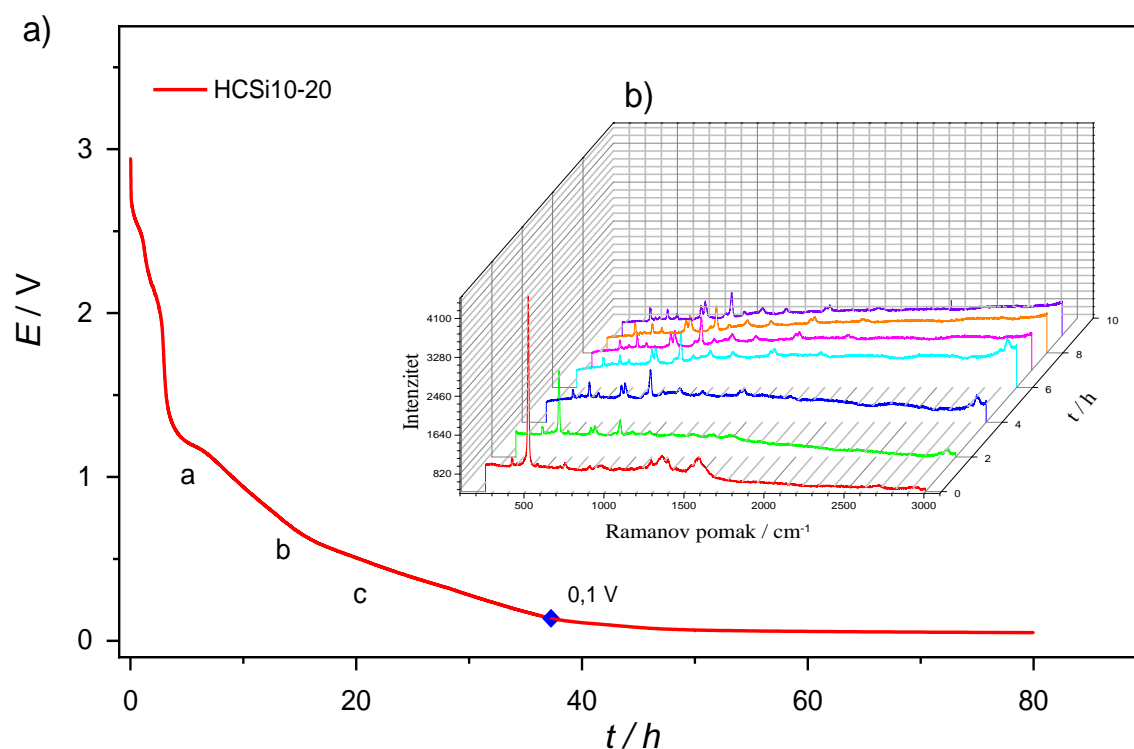 a)
HCSi10-20
b)
3
2
1
0
E / V
a
b
c
0,1 V
0
20
40
60
80
t / h
4100
3280
2460
1640
820
Intenzitet
500
1000
1500
2000
2500
3000
Ramanov pomak / cm⁻¹
0
2
4
6
8
10
t / h